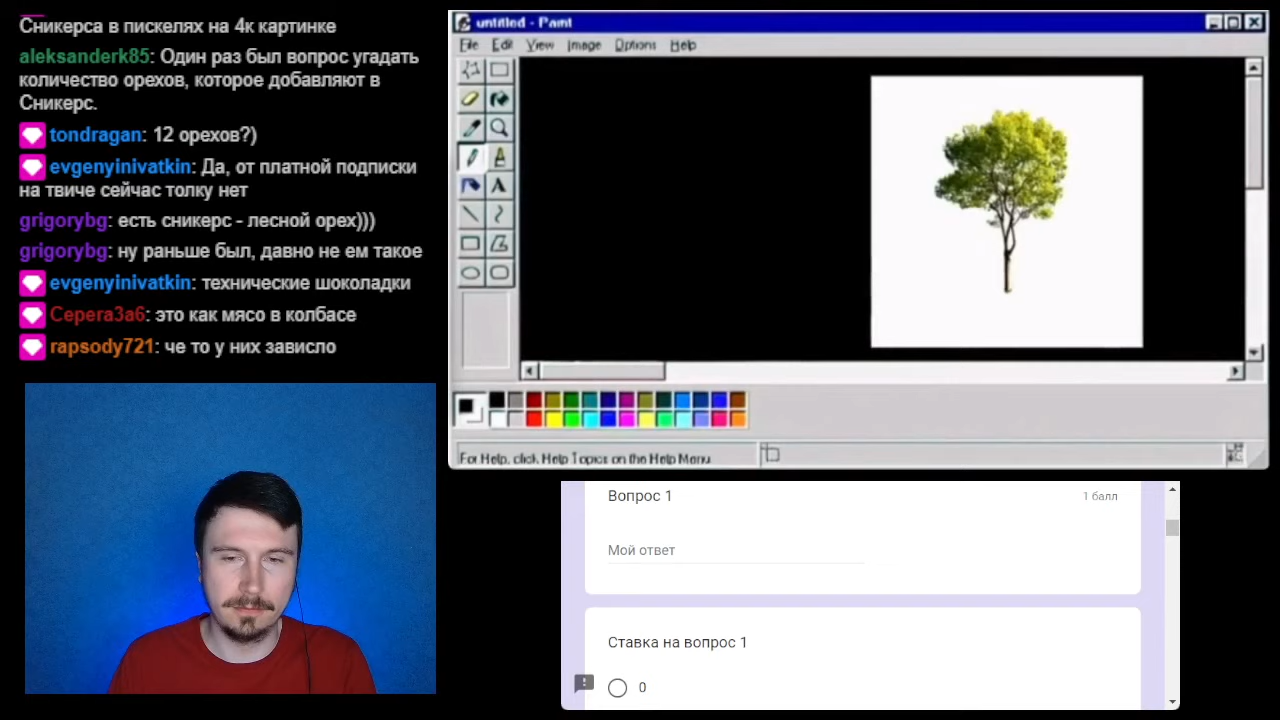 Сникерса в пискелях на 4к картинке
aleksanderk85: Один раз был вопрос угадать
количество орехов, которое добавляют в
Сникерс.
tondragan: 12 орехов?)
evgenyinivatkin: Да, от платной подписки
на твиче сейчас толку нет
grigorybg: есть сникерс - лесной орех)))
grigorybg: ну раньше был, давно не ем такое
evgenyinivatkin: технические шоколадки
Серега3а6: это как мясо в колбасе
rapsody721: че то у них зависло
untitled - Paint
File Edit View Image Options Help
A
For Help, click Help Topics on the Help Menu.
Вопрос 1
1 балл
Мой ответ
Ставка на вопрос 1
0